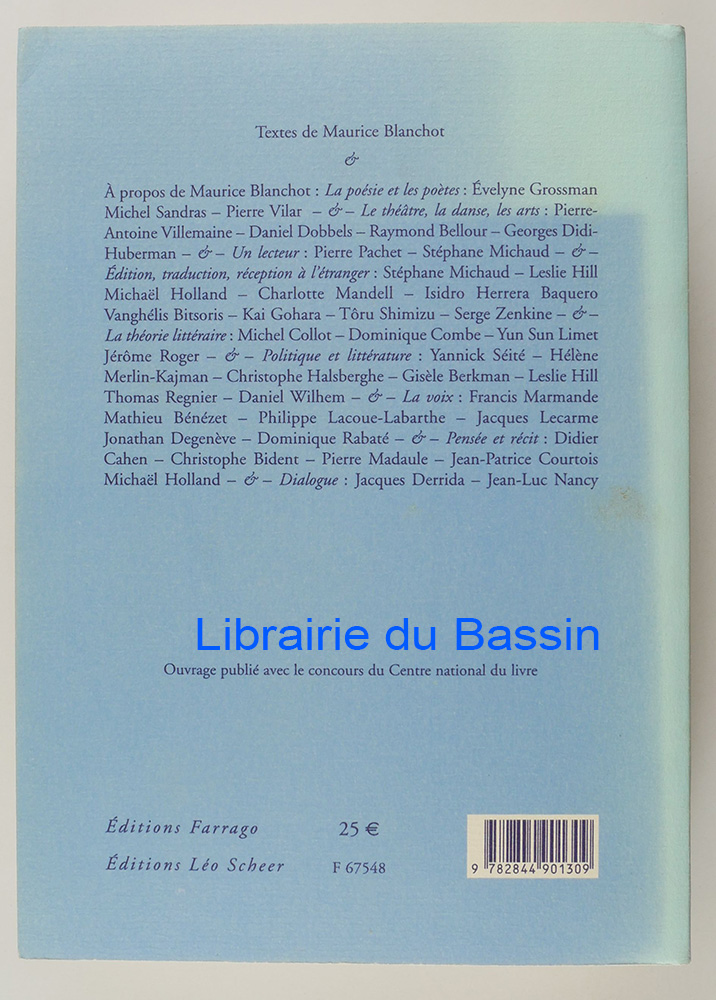 Textes de Maurice Blanchot
&
À propos de Maurice Blanchot : La poésie et les poètes : Évelyne Grossman
Michel Sandras – Pierre Vilar – & – Le théâtre, la danse, les arts : Pierre-
Antoine Villemaine – Daniel Dobbels – Raymond Bellour – Georges Didi-
Huberman – & – Un lecteur : Pierre Pachet – Stéphane Michaud – & –
Édition, traduction, réception à l'étranger : Stéphane Michaud – Leslie Hill
Michaël Holland – Charlotte Mandell – Isidro Herrera Baquero
Vanghélis Bitsoris – Kai Gohara – Tôru Shimizu – Serge Zenkine – & –
La théorie littéraire : Michel Collot – Dominique Combe – Yun Sun Limet
Jérôme Roger – & – Politique et littérature : Yannick Séité – Hélène
Merlin-Kajman – Christophe Halsberghe – Gisèle Berkman – Leslie Hill
Thomas Regnier – Daniel Wilhem – & – La voix : Francis Marmande
Mathieu Bénézet – Philippe Lacoue-Labarthe – Jacques Lecarme
Jonathan Degenève – Dominique Rabaté – & – Pensée et récit : Didier
Cahen – Christophe Bident – Pierre Madaule – Jean-Patrice Courtois
Michaël Holland – & – Dialogue : Jacques Derrida – Jean-Luc Nancy
Librairie du Bassin
Ouvrage publié avec le concours du Centre national du livre
Éditions Farrago 25 €
Éditions Léo Scheer F 67548
9 782844 901309